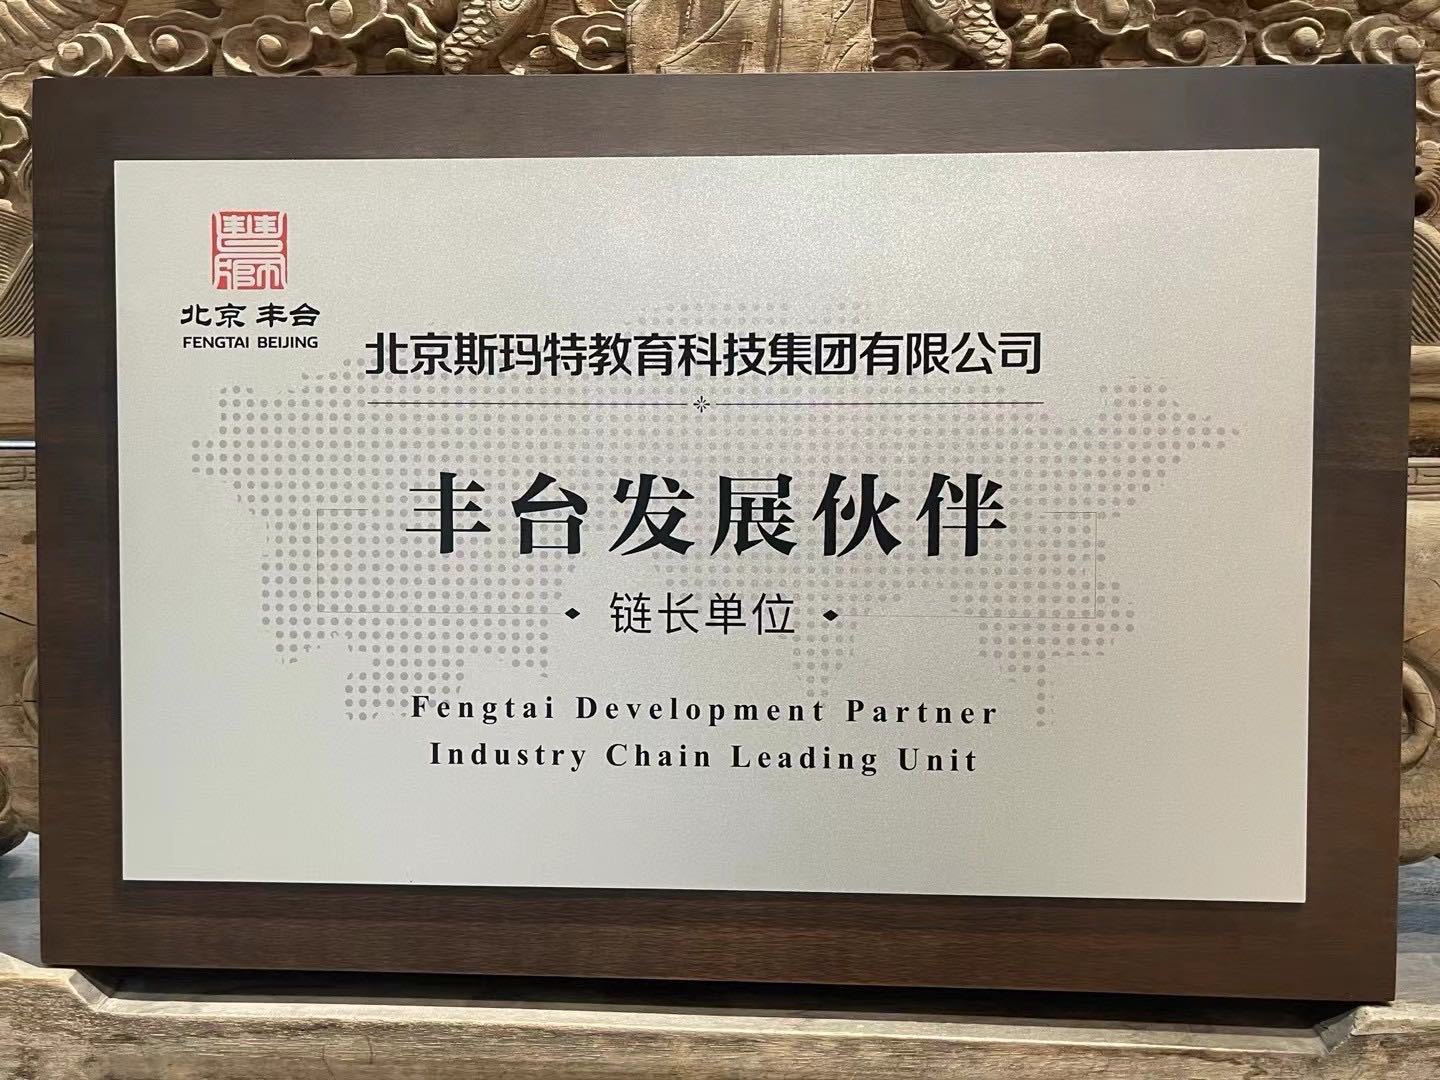 北京 丰台
FENGTAI BEIJING
北京斯玛特教育科技集团有限公司
丰台发展伙伴
链长单位
Fengtai Development Partner
Industry Chain Leading Unit